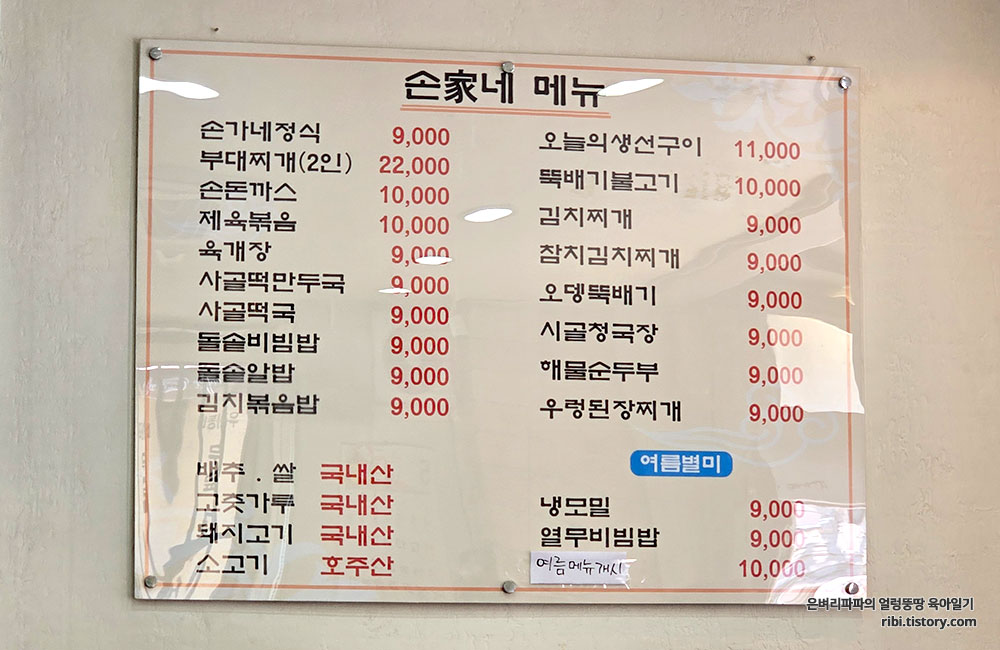 손家네 메뉴
손가네정식 9,000
부대찌개(2인) 22,000
손돈까스 10,000
제육볶음 10,000
육개장 9,000
사골떡만두국 9,000
사골떡국 9,000
돌솥비빔밥 9,000
돌솥알밥 9,000
김치볶음밥 9,000
배추 . 쌀 국내산
고춧가루 국내산
돼지고기 국내산
소고기 호주산
오늘의생선구이 11,000
뚝배기불고기 10,000
김치찌개 9,000
참치김치찌개 9,000
오뎅뚝배기 9,000
시골청국장 9,000
해물순두부 9,000
우렁된장찌개 9,000
여름별미
냉모밀 9,000
열무비빔밥 9,000
여름메뉴개시 10,000
은벼리파파의 얼렁뚱땅 육아일기
ribi.tistory.com